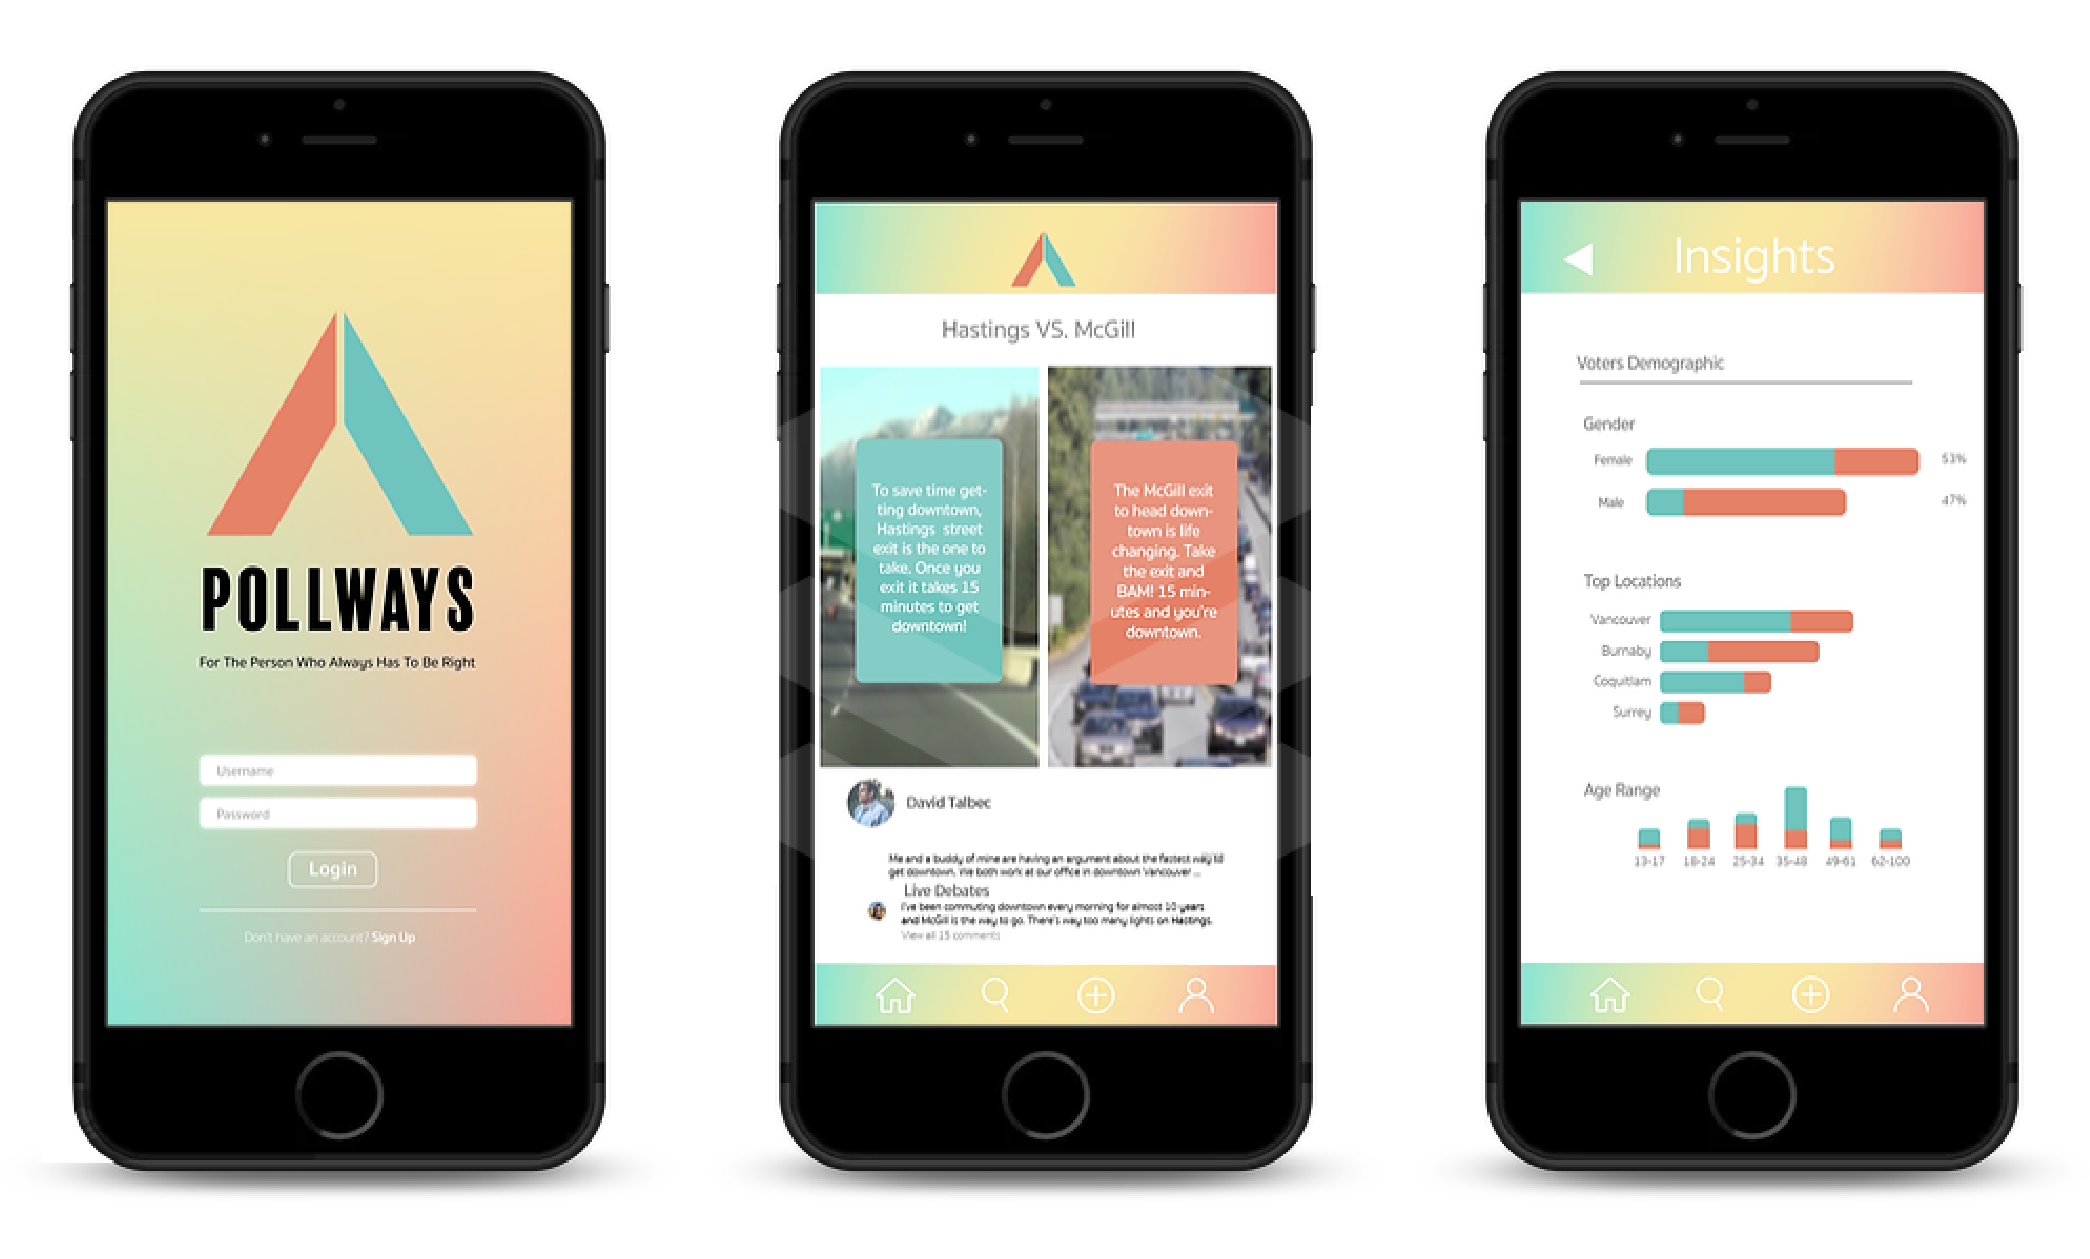 POLLWAYS
For The Person Who Always Has To Be Right
Username
Password
Login
Don't have an account? Sign Up
Hastings VS. McGill
To save time get-
ting downtown,
Hastings street
exit is the one to
take. Once you
exit it takes 15
minutes to get
downtown!
The McGill exit
to head down-
town is life
changing. Take
the exit and
BAM! 15 min-
utes and you're
downtown.
David Talbec
Me and a buddy of mine are having an argument about the fastest way to
get downtown. We both work at our office in downtown Vancouver ...
Live Debates
I've been commuting downtown every morning for almost 10 years
and McGill is the way to go. There's way too many lights on Hastings.
View all 15 comments
Insights
Voters Demographic
Gender
Female 53%
Male 47%
Top Locations
Vancouver
Burnaby
Coquitlam
Surrey
Age Range
13-17 18-24 25-34 35-48 49-61 62-100